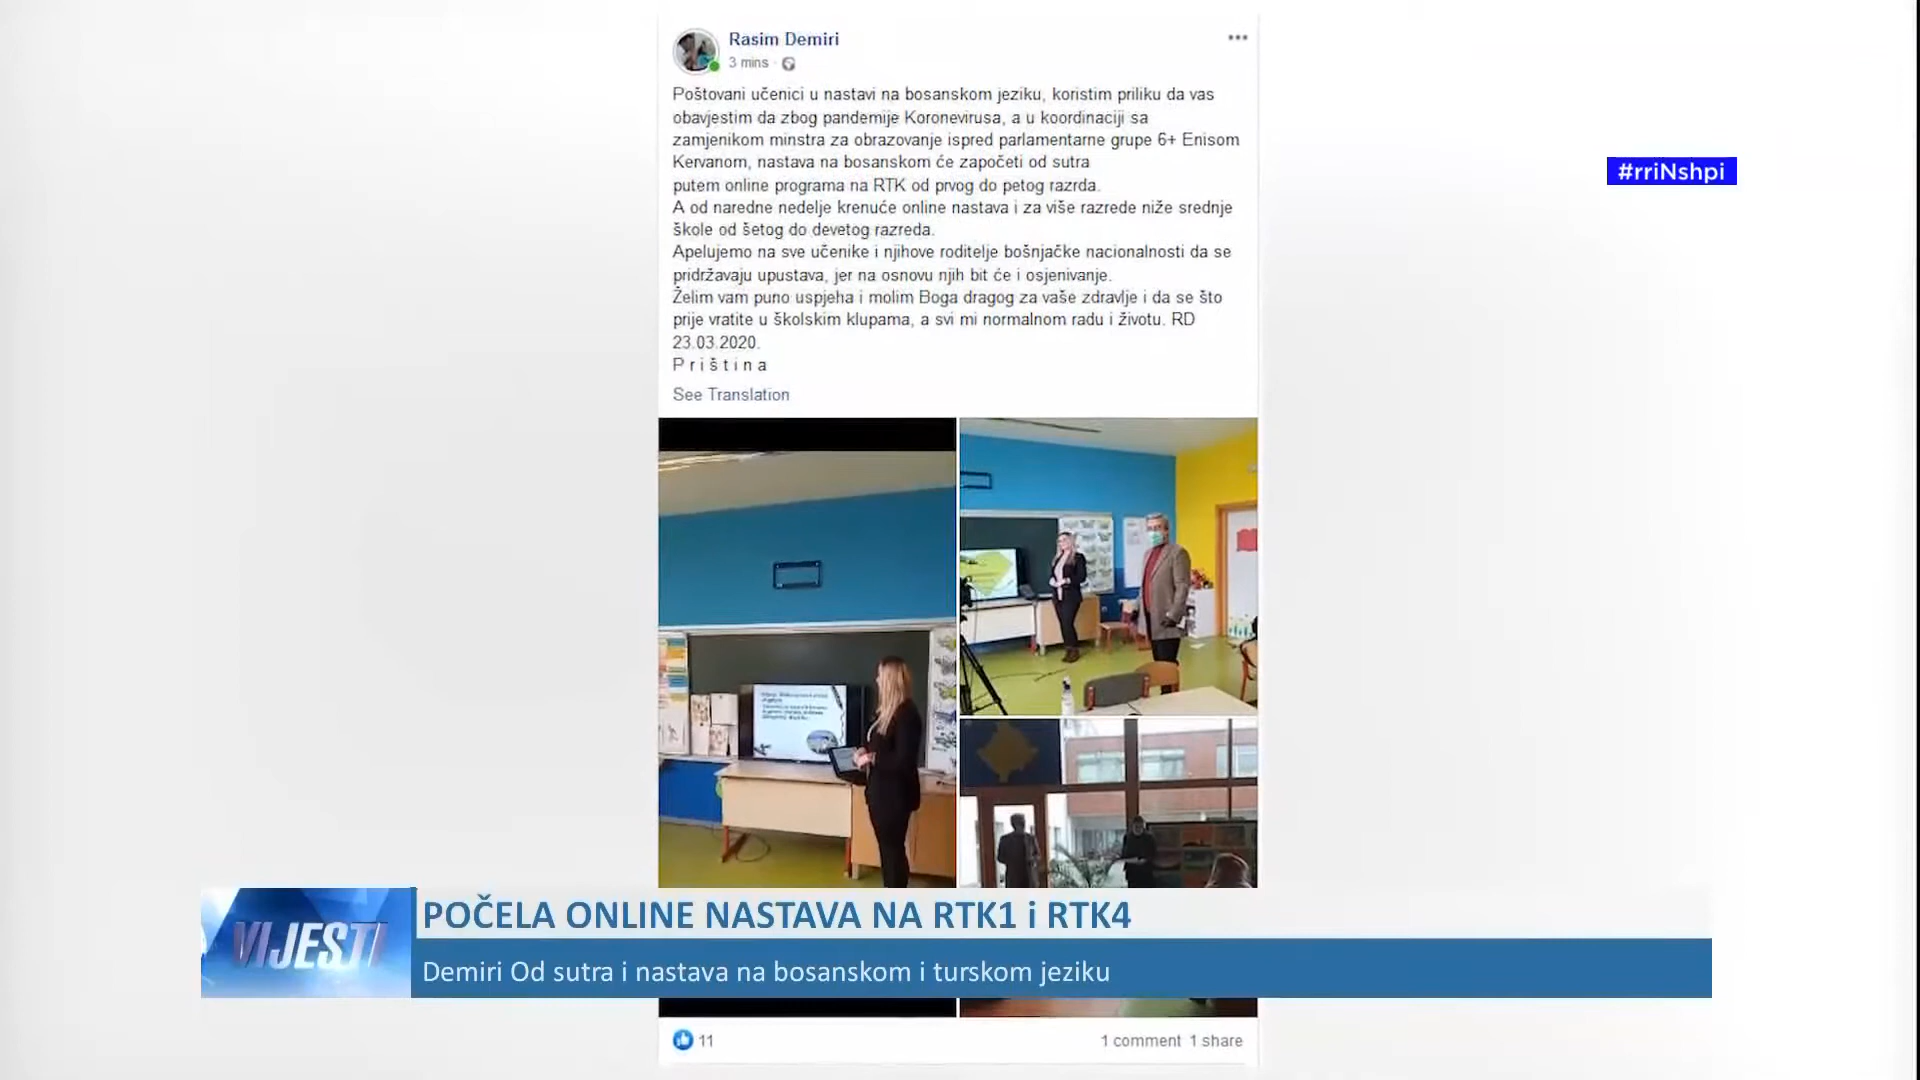 Rasim Demiri
3 mins ·
Poštovani učenici u nastavi na bosanskom jeziku, koristim priliku da vas
obavjestim da zbog pandemije Koronevirusa, a u koordinaciji sa
zamjenikom minstra za obrazovanje ispred parlamentarne grupe 6+ Enisom
Kervanom, nastava na bosanskom će započeti od sutra
putem online programa na RTK od prvog do petog razrda.
A od naredne nedelje krenuće online nastava i za više razrede niže srednje
škole od šetog do devetog razreda.
Apelujemo na sve učenike i njihove roditelje bošnjačke nacionalnosti da se
pridržavaju upustava, jer na osnovu njih bit će i osjenivanje.
Želim vam puno uspjeha i molim Boga dragog za vaše zdravlje i da se što
prije vratite u školskim klupama, a svi mi normalnom radu i životu. RD
23.03.2020.
P r i š t i n a
See Translation
#rriNshpi
VIJESTI
POČELA ONLINE NASTAVA NA RTK1 i RTK4
Demiri Od sutra i nastava na bosanskom i turskom jeziku
11
1 comment 1 share